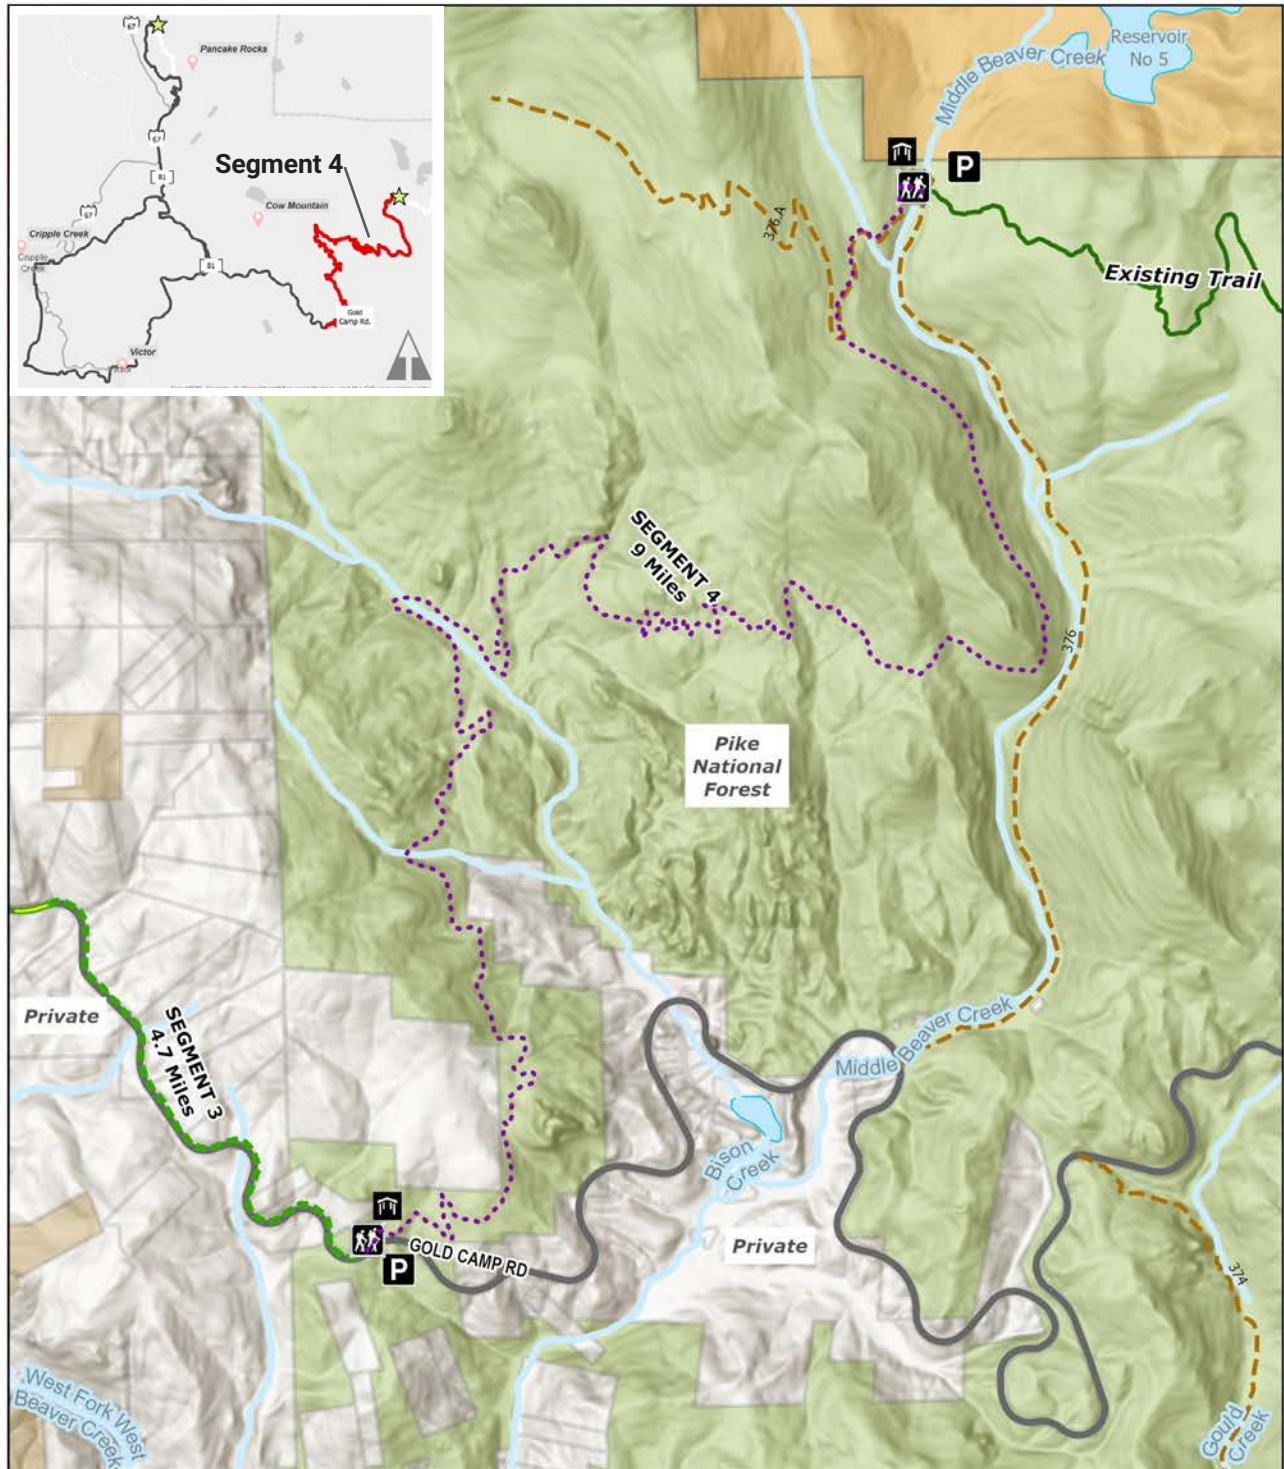 67
Pancake Rocks
67
Segment 4
81
Cow Mountain
67
Cripple Creek
Cripple
Creek
81
Gold
Camp Rd.
Victor
Reservoir
No 5
Middle Beaver Creek
P
376.A
Existing Trail
SEGMENT 4
9 Miles
376
Pike
National
Forest
Private
SEGMENT 3
4.7 Miles
Middle Beaver Creek
Bison
Creek
GOLD CAMP RD
P
Private
374
West Fork West
Beaver Creek
Gould
Creek